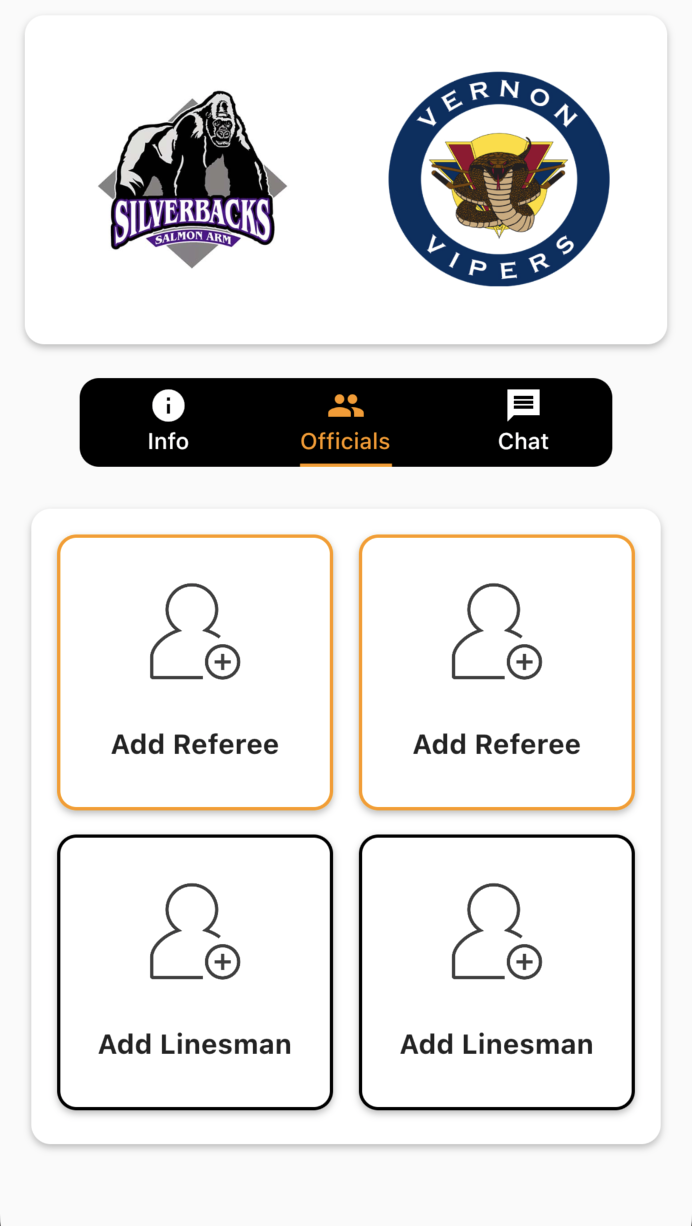 SILVERBACKS
SALMON ARM
VERNON
VIPERS
Info
Officials
Chat
Add Referee
Add Referee
Add Linesman
Add Linesman